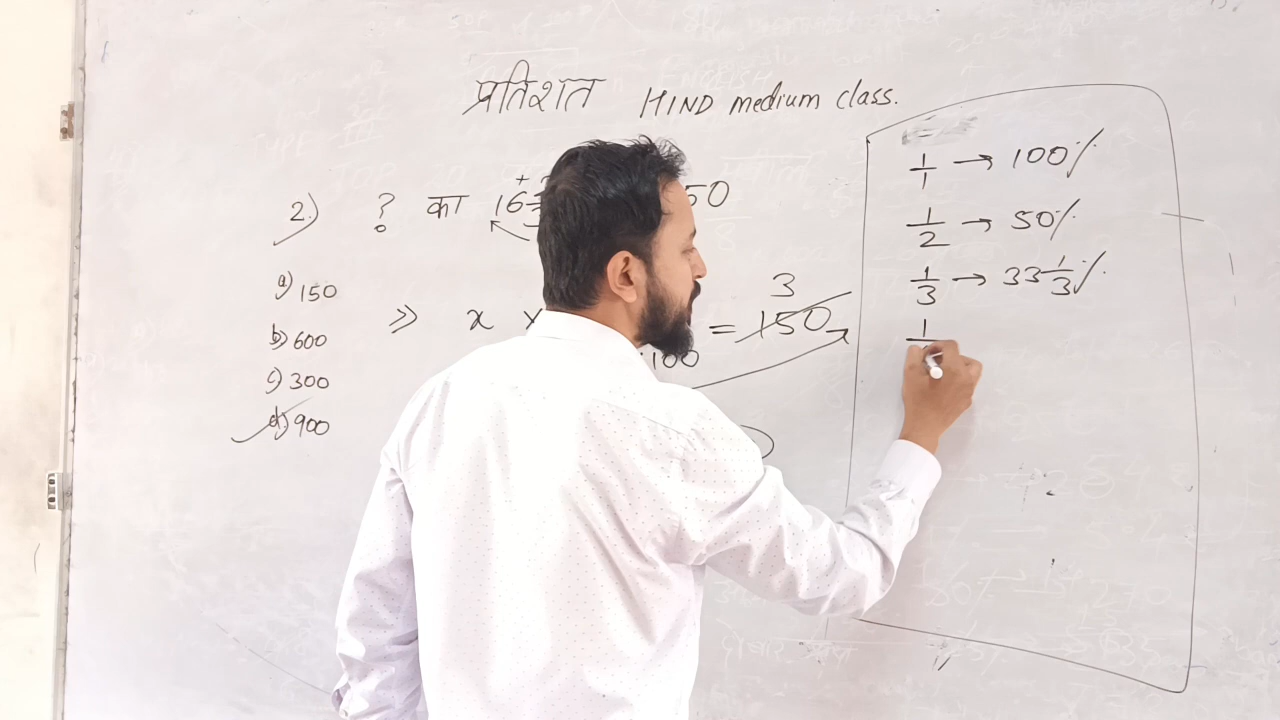 प्रतिशत HIND medium class.
2.) ? का 16 50
a) 150
b) 600
c) 300
d) 900
3
⇒ x = 150
100
1/1 → 100%
1/2 → 50%
1/3 → 33 1/3%
1